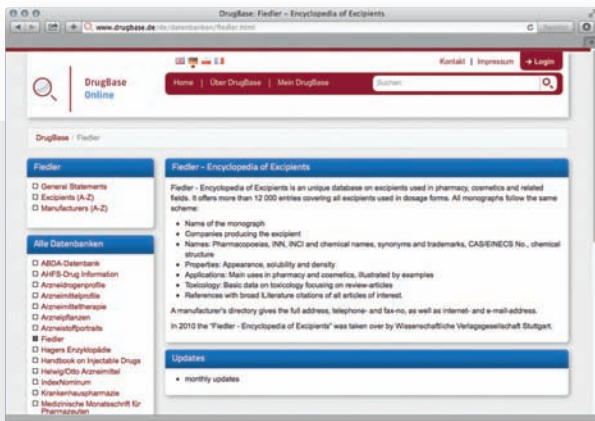 DrugBase: Fiedler – Encyclopedia of Excipients
www.drugbase.de/de/datenbanken/fiedler.html
Reader
Kontakt | Impressum
Login
DrugBase
Online
Home | Über DrugBase | Mein DrugBase
Suchen
DrugBase / Fiedler
Fiedler
General Statements
Excipients (A-Z)
Manufacturers (A-Z)
Alle Datenbanken
ABDA-Datenbank
AHFS-Drug Information
Arzneidrogenprofile
Arzneimittelprofile
Arzneimitteltherapie
Arzneipflanzen
Arzneistoffportraits
Fiedler
Hagers Enzyklopädie
Handbook on Injectable Drugs
Helwig/Otto Arzneimittel
IndexNominum
Krankenhauspharmazie
Medizinische Monatsschrift für
Pharmazeuten
Fiedler – Encyclopedia of Excipients
Fiedler - Encyclopedia of Excipients is an unique database on excipients used in pharmacy, cosmetics and related
fields. It offers more than 12 000 entries covering all excipients used in dosage forms. All monographs follow the same
scheme:
• Name of the monograph
• Companies producing the excipient
• Names: Pharmacopoeias, INN, INCI and chemical names, synonyms and trademarks, CAS/EINECS No., chemical
structure
• Properties: Appearance, solubility and density
• Applications: Main uses in pharmacy and cosmetics, illustrated by examples
• Toxicology: Basic data on toxicology focusing on review-articles
• References with broad lLiterature citations of all articles of interest.
A manufacturer's directory gives the full address, telephone- and fax-no, as well as internet- and e-mail-address.
In 2010 the "Fiedler - Encyclopedia of Excipients" was taken over by Wissenschaftliche Verlagsgesellschaft Stuttgart.
Updates
• monthly updates